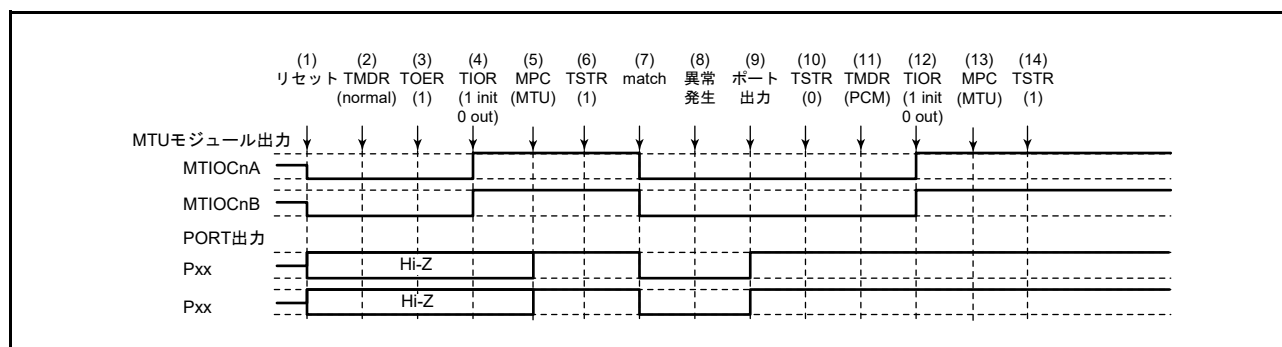 (1) (2) (3) (4) (5) (6) (7) (8) (9) (10) (11) (12) (13) (14)
リセット TMDR TOER TIOR MPC TSTR match 異常 ポート TSTR TMDR TIOR MPC TSTR
(normal) (1) (1 init (MTU) (1) 発生 出力 (0) (PCM) (1 init (MTU) (1)
0 out) 0 out)
MTUモジュール出力
MTIOCnA
MTIOCnB
PORT出力
Pxx Hi-Z
Pxx Hi-Z